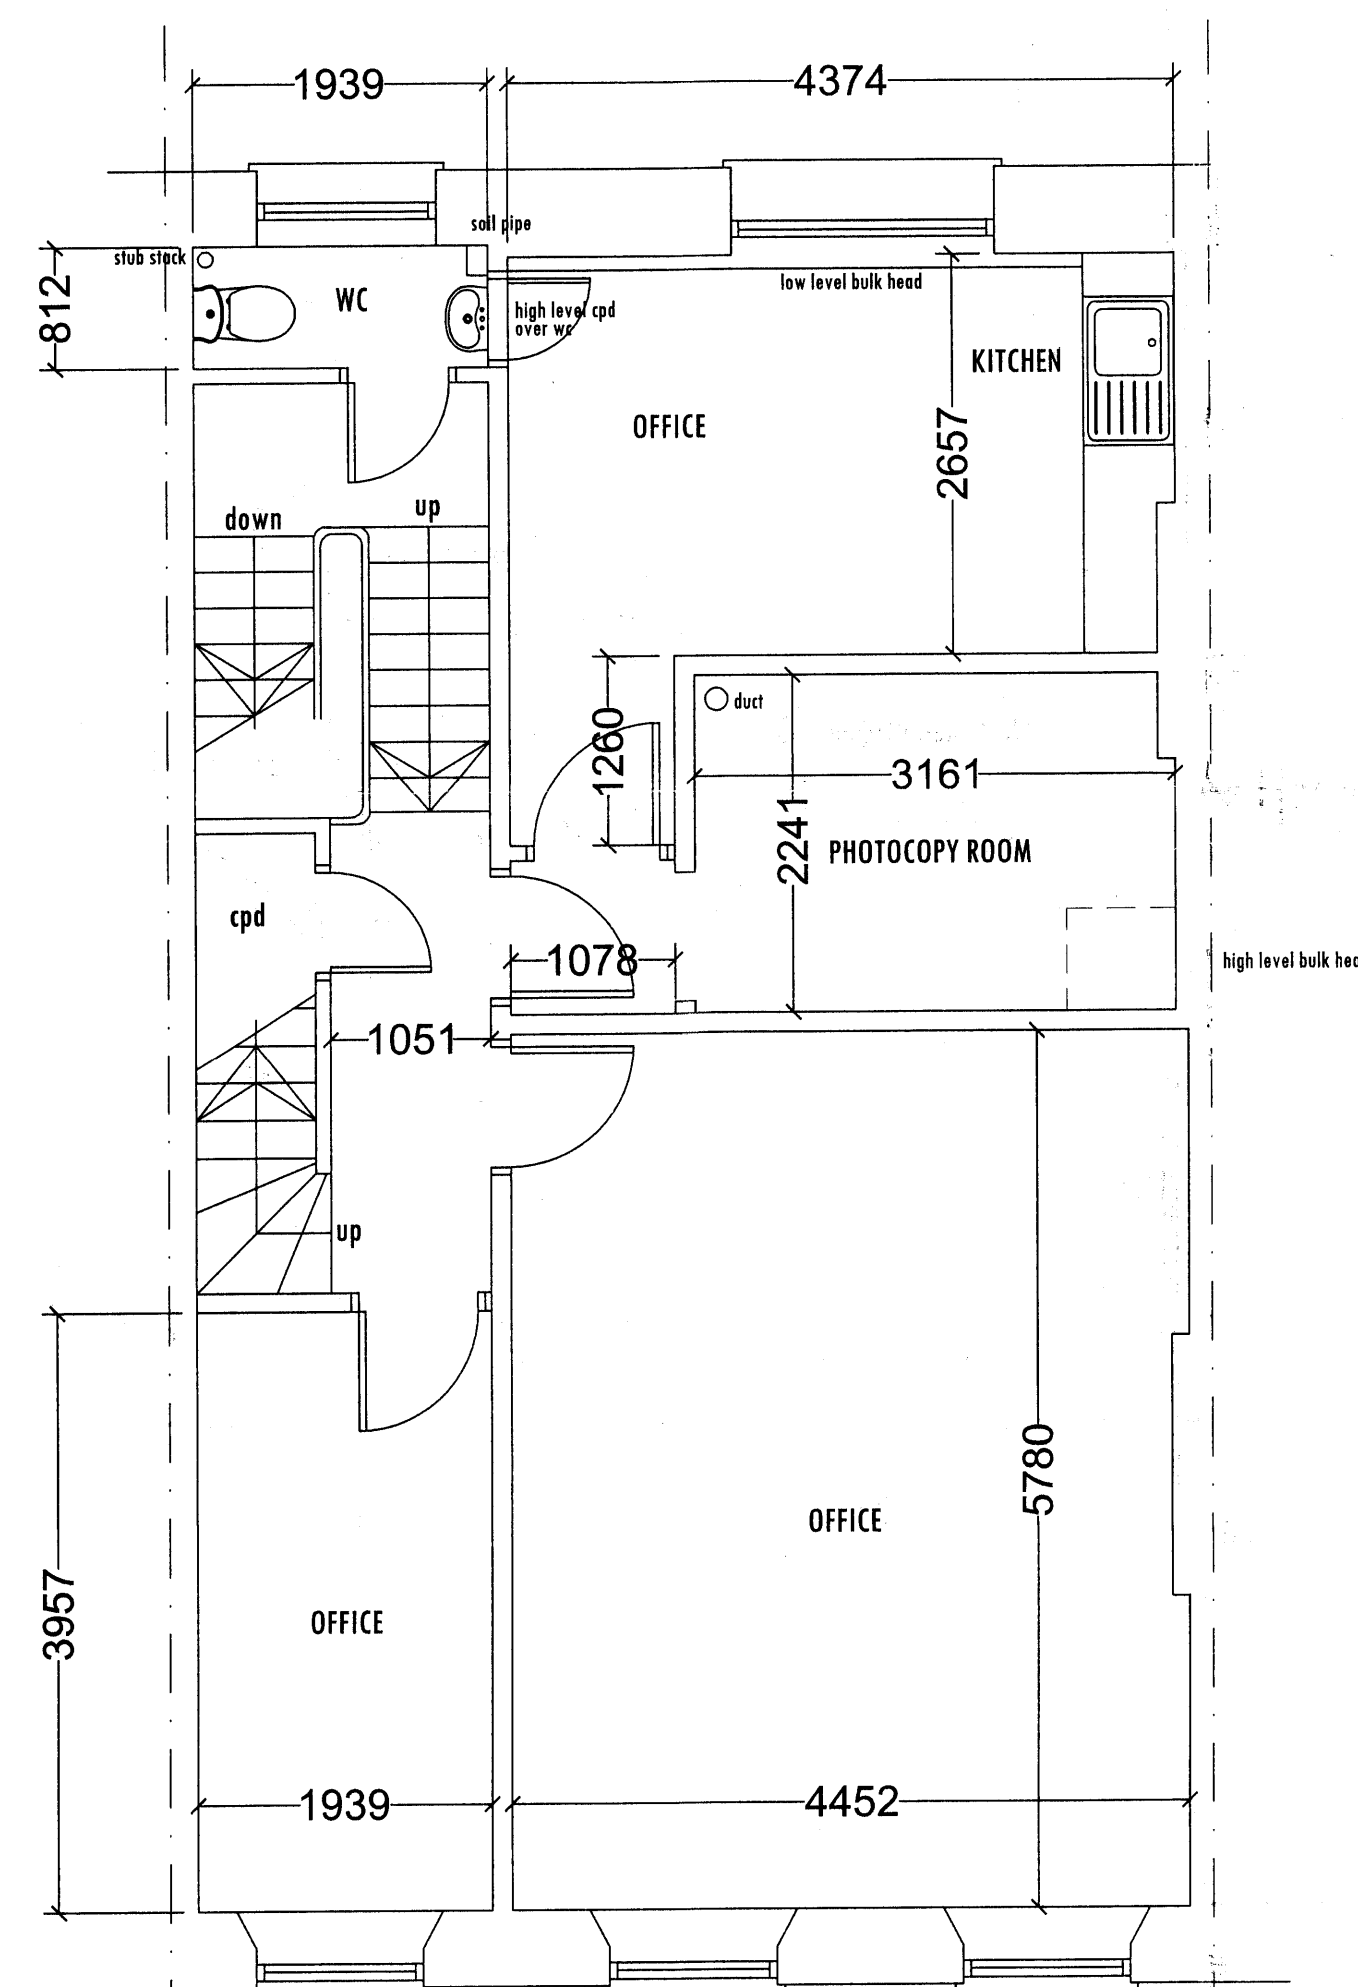 1939
4374
soil pipe
stub stack
812
WC
high level cpd
over wc
low level bulk head
KITCHEN
OFFICE
2657
down
up
1260
duct
3161
2241
PHOTOCOPY ROOM
cpd
1078
high level bulk hea
1051
up
5780
OFFICE
3957
OFFICE
1939
4452